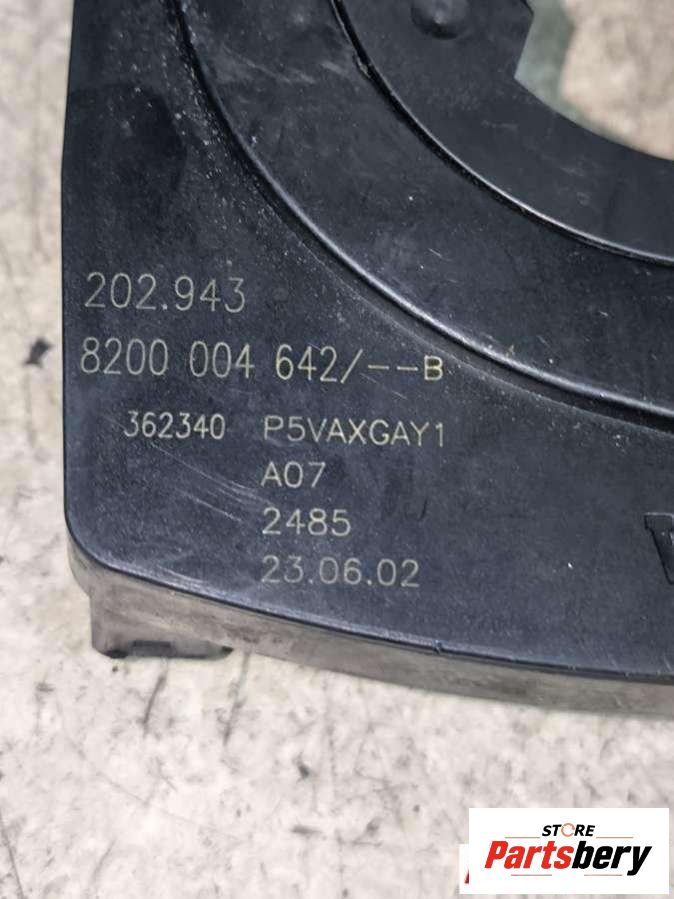 202.943
8200 004 642/--B
362340 P5VAXGAY1
A07
2485
23.06.02
STORE
Partsbery